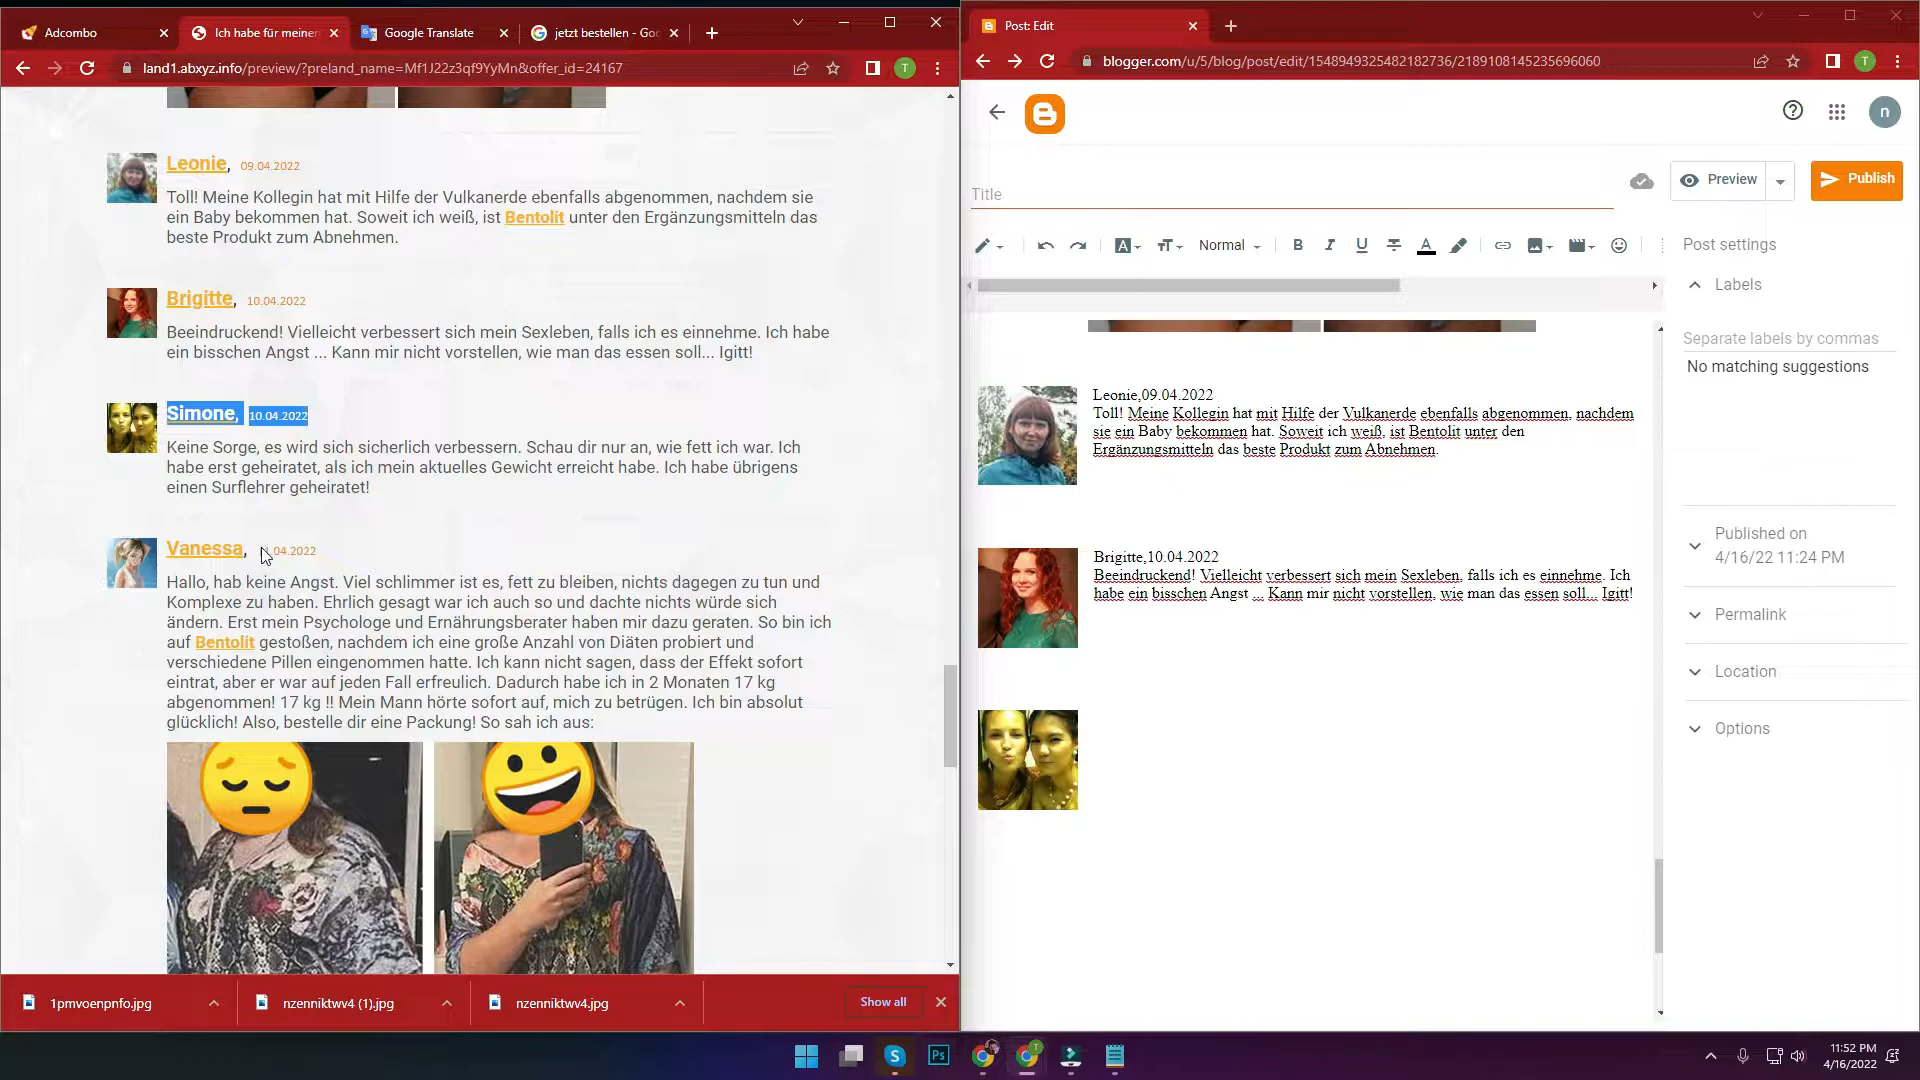 Adcombo
Ich habe für meinen
Google Translate
jetzt bestellen - Goo
land1.abxyz.info/preview/?preland_name=Mf1J22z3qf9YyMn&offer_id=24167
T
Leonie, 09.04.2022
Toll! Meine Kollegin hat mit Hilfe der Vulkanerde ebenfalls abgenommen, nachdem sie
ein Baby bekommen hat. Soweit ich weiß, ist Bentolit unter den Ergänzungsmitteln das
beste Produkt zum Abnehmen.
Brigitte, 10.04.2022
Beeindruckend! Vielleicht verbessert sich mein Sexleben, falls ich es einnehme. Ich habe
ein bisschen Angst ... Kann mir nicht vorstellen, wie man das essen soll... Igitt!
Simone, 10.04.2022
Keine Sorge, es wird sich sicherlich verbessern. Schau dir nur an, wie fett ich war. Ich
habe erst geheiratet, als ich mein aktuelles Gewicht erreicht habe. Ich habe übrigens
einen Surflehrer geheiratet!
Vanessa, .04.2022
Hallo, hab keine Angst. Viel schlimmer ist es, fett zu bleiben, nichts dagegen zu tun und
Komplexe zu haben. Ehrlich gesagt war ich auch so und dachte nichts würde sich
ändern. Erst mein Psychologe und Ernährungsberater haben mir dazu geraten. So bin ich
auf Bentolit gestoßen, nachdem ich eine große Anzahl von Diäten probiert und
verschiedene Pillen eingenommen hatte. Ich kann nicht sagen, dass der Effekt sofort
eintrat, aber er war auf jeden Fall erfreulich. Dadurch habe ich in 2 Monaten 17 kg
abgenommen! 17 kg !! Mein Mann hörte sofort auf, mich zu betrügen. Ich bin absolut
glücklich! Also, bestelle dir eine Packung! So sah ich aus:
1pmvoenpnfo.jpg
nzenniktwv4 (1).jpg
nzenniktwv4.jpg
Show all
Post: Edit
blogger.com/u/5/blog/post/edit/1548949325482182736/2189108145235696060
T
n
Title
Preview
Publish
Normal
Leonie,09.04.2022
Toll! Meine Kollegin hat mit Hilfe der Vulkanerde ebenfalls abgenommen, nachdem
sie ein Baby bekommen hat. Soweit ich weiß, ist Bentolit unter den
Ergänzungsmitteln das beste Produkt zum Abnehmen.
Brigitte,10.04.2022
Beeindruckend! Vielleicht verbessert sich mein Sexleben, falls ich es einnehme. Ich
habe ein bisschen Angst ... Kann mir nicht vorstellen, wie man das essen soll... Igitt!
Post settings
Labels
Separate labels by commas
No matching suggestions
Published on
4/16/22 11:24 PM
Permalink
Location
Options
Ps
T
11:52 PM
4/16/2022